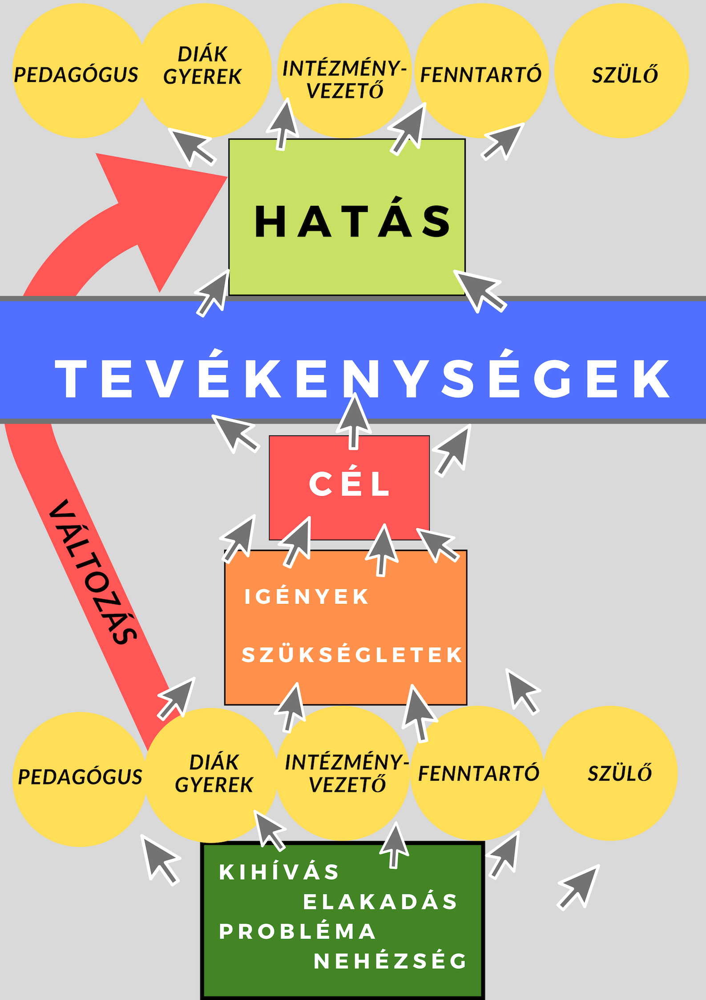 PEDAGÓGUS
DIÁK
GYEREK
INTÉZMÉNY-
VEZETŐ
FENNTARTÓ
SZÜLŐ
HATÁS
TEVÉKENYSÉGEK
CÉL
VÁLTOZÁS
IGÉNYEK
SZÜKSÉGLETEK
PEDAGÓGUS
DIÁK
GYEREK
INTÉZMÉNY-
VEZETŐ
FENNTARTÓ
SZÜLŐ
KIHÍVÁS
ELAKADÁS
PROBLÉMA
NEHÉZSÉG